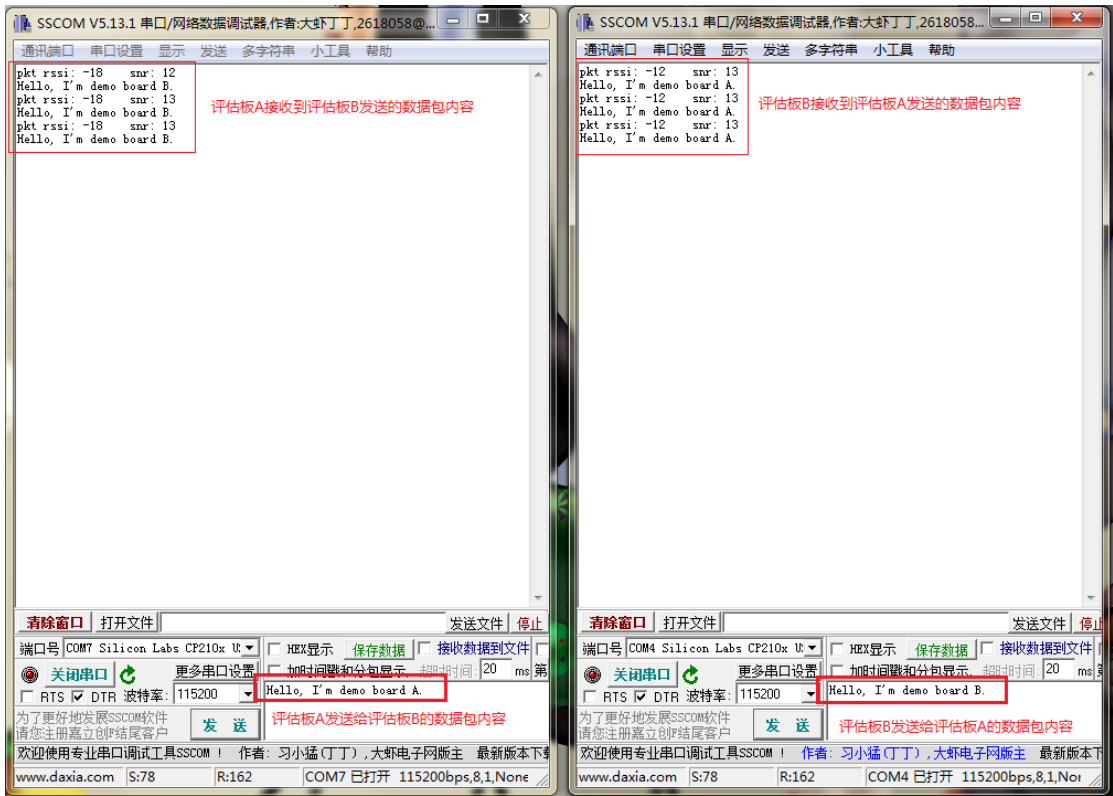 SSCOM V5.13.1 串口/网络数据调试器,作者:大虾丁丁,2618058@...
通讯端口 串口设置 显示 发送 多字符串 小工具 帮助
pkt rssi: -18 snr: 12
Hello, I'm demo board B.
pkt rssi: -18 snr: 13
Hello, I'm demo board B.
pkt rssi: -18 snr: 13
Hello, I'm demo board B.
评估板A接收到评估板B发送的数据包内容
清除窗口 打开文件 发送文件 停止
端口号 COM7 Silicon Labs CP210x U HEX显示 保存数据 接收数据到文件
关闭串口 更多串口设置 加时间戳和分包显示, 超时时间: 20 ms 第
RTS DTR 波特率: 115200 Hello, I'm demo board A.
为了更好地发展SSCOM软件
请您注册嘉立创F结尾客户
发 送
评估板A发送给评估板B的数据包内容
欢迎使用专业串口调试工具SSCOM ! 作者: 习小猛(丁丁),大虾电子网版主 最新版本下
www.daxia.com S:78 R:162 COM7 已打开 115200bps,8,1,None
SSCOM V5.13.1 串口/网络数据调试器,作者:大虾丁丁,2618058...
通讯端口 串口设置 显示 发送 多字符串 小工具 帮助
pkt rssi: -12 snr: 13
Hello, I'm demo board A.
pkt rssi: -12 snr: 13
Hello, I'm demo board A.
pkt rssi: -12 snr: 13
Hello, I'm demo board A.
评估板B接收到评估板A发送的数据包内容
清除窗口 打开文件 发送文件 停止
端口号 COM4 Silicon Labs CP210x U HEX显示 保存数据 接收数据到文件
关闭串口 更多串口设置 加时间戳和分包显示, 超时时间: 20 ms 第
RTS DTR 波特率: 115200 Hello, I'm demo board B.
为了更好地发展SSCOM软件
请您注册嘉立创F结尾客户
发 送
评估板B发送给评估板A的数据包内容
欢迎使用专业串口调试工具SSCOM ! 作者: 习小猛(丁丁),大虾电子网版主 最新版本下
www.daxia.com S:78 R:162 COM4 已打开 115200bps,8,1,Nor